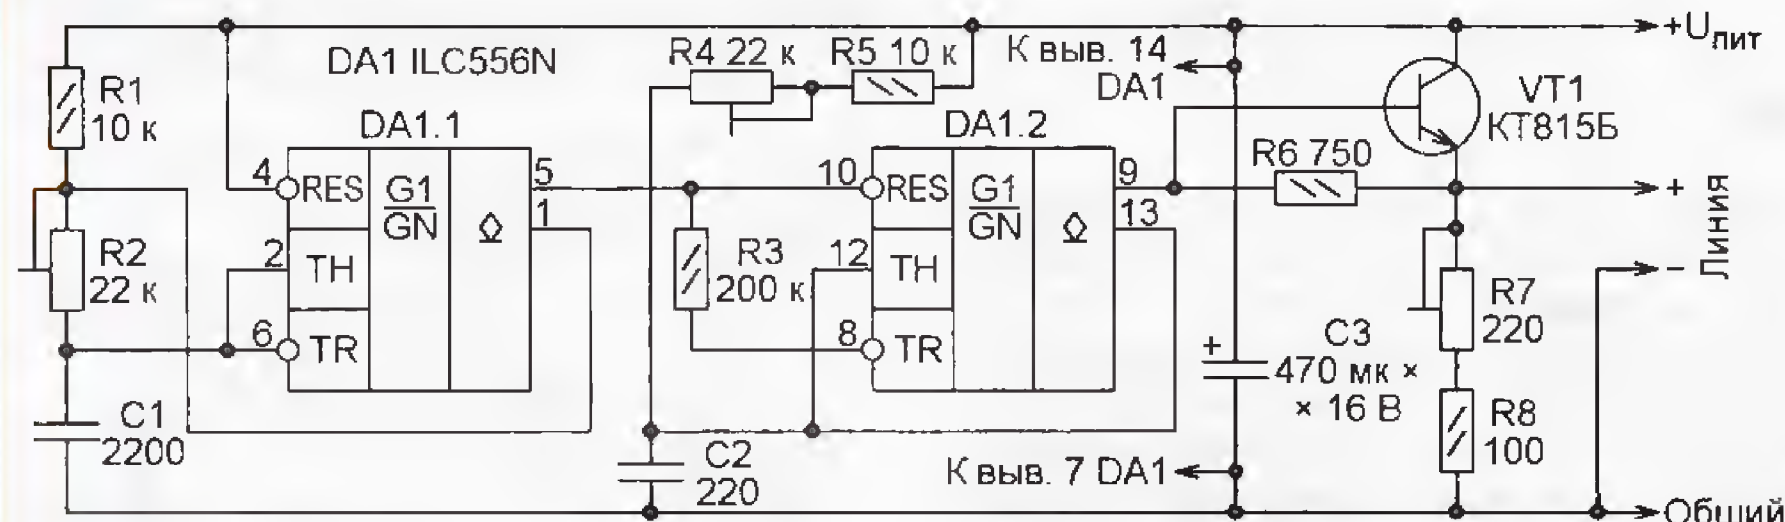 R1
10 к
R2
22 к
C1
2200
DA1 ILC556N
DA1.1
4
RES
G1
GN
5
1
2
TH
6
TR
R4 22 к
R5 10 к
R3
200 к
C2
220
DA1.2
10
RES
G1
GN
9
13
12
TH
8
TR
К выв. 14
DA1
К выв. 7 DA1
R6 750
C3
+
470 мк ×
× 16 В
VT1
КТ815Б
R7
220
R8
100
+Uпит
+
Линия
−
Общий